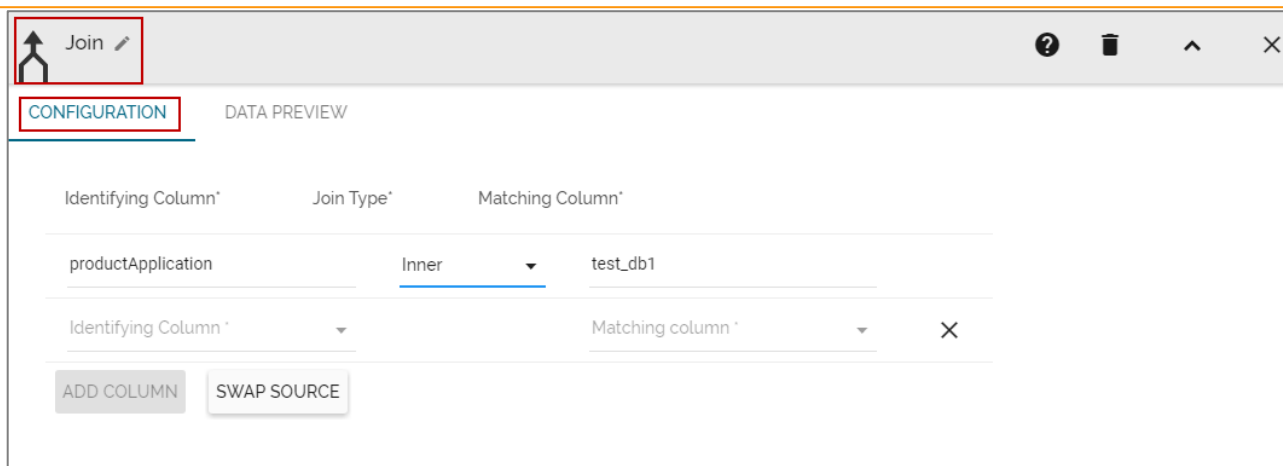 Join
CONFIGURATION DATA PREVIEW
Identifying Column* Join Type* Matching Column*
productApplication Inner test_db1
Identifying Column * Matching column *
ADD COLUMN SWAP SOURCE